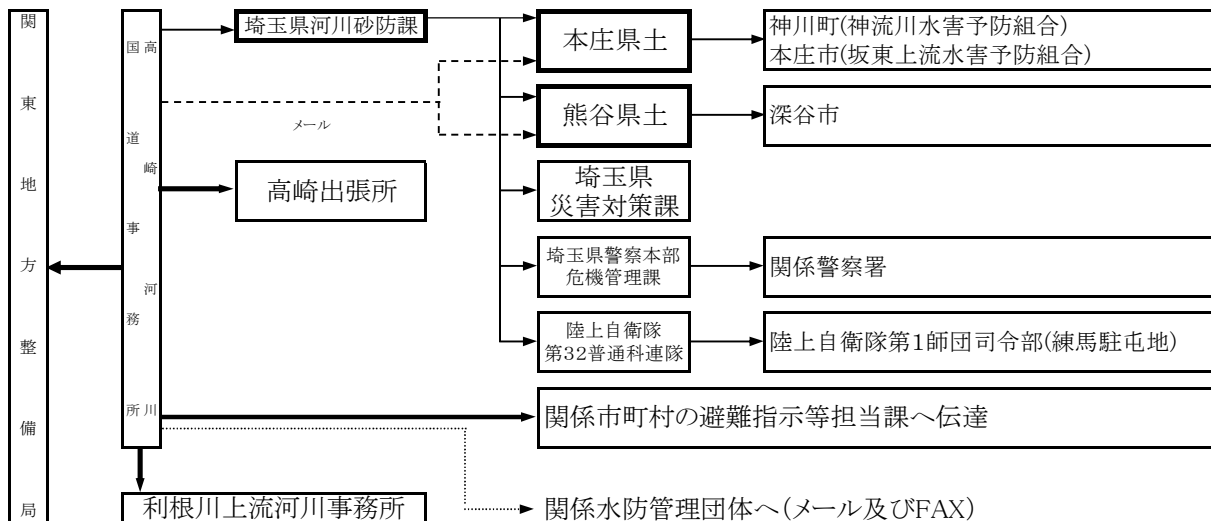 関東地方整備局
高崎河川
国道事務所
埼玉県河川砂防課
本庄県土
神川町(神流川水害予防組合)
本庄市(坂東上流水害予防組合)
メール
熊谷県土
深谷市
高崎出張所
埼玉県
災害対策課
埼玉県警察本部
危機管理課
関係警察署
陸上自衛隊
第32普通科連隊
陸上自衛隊第1師団司令部(練馬駐屯地)
関係市町村の避難指示等担当課へ伝達
利根川上流河川事務所
関係水防管理団体へ(メール及びFAX)